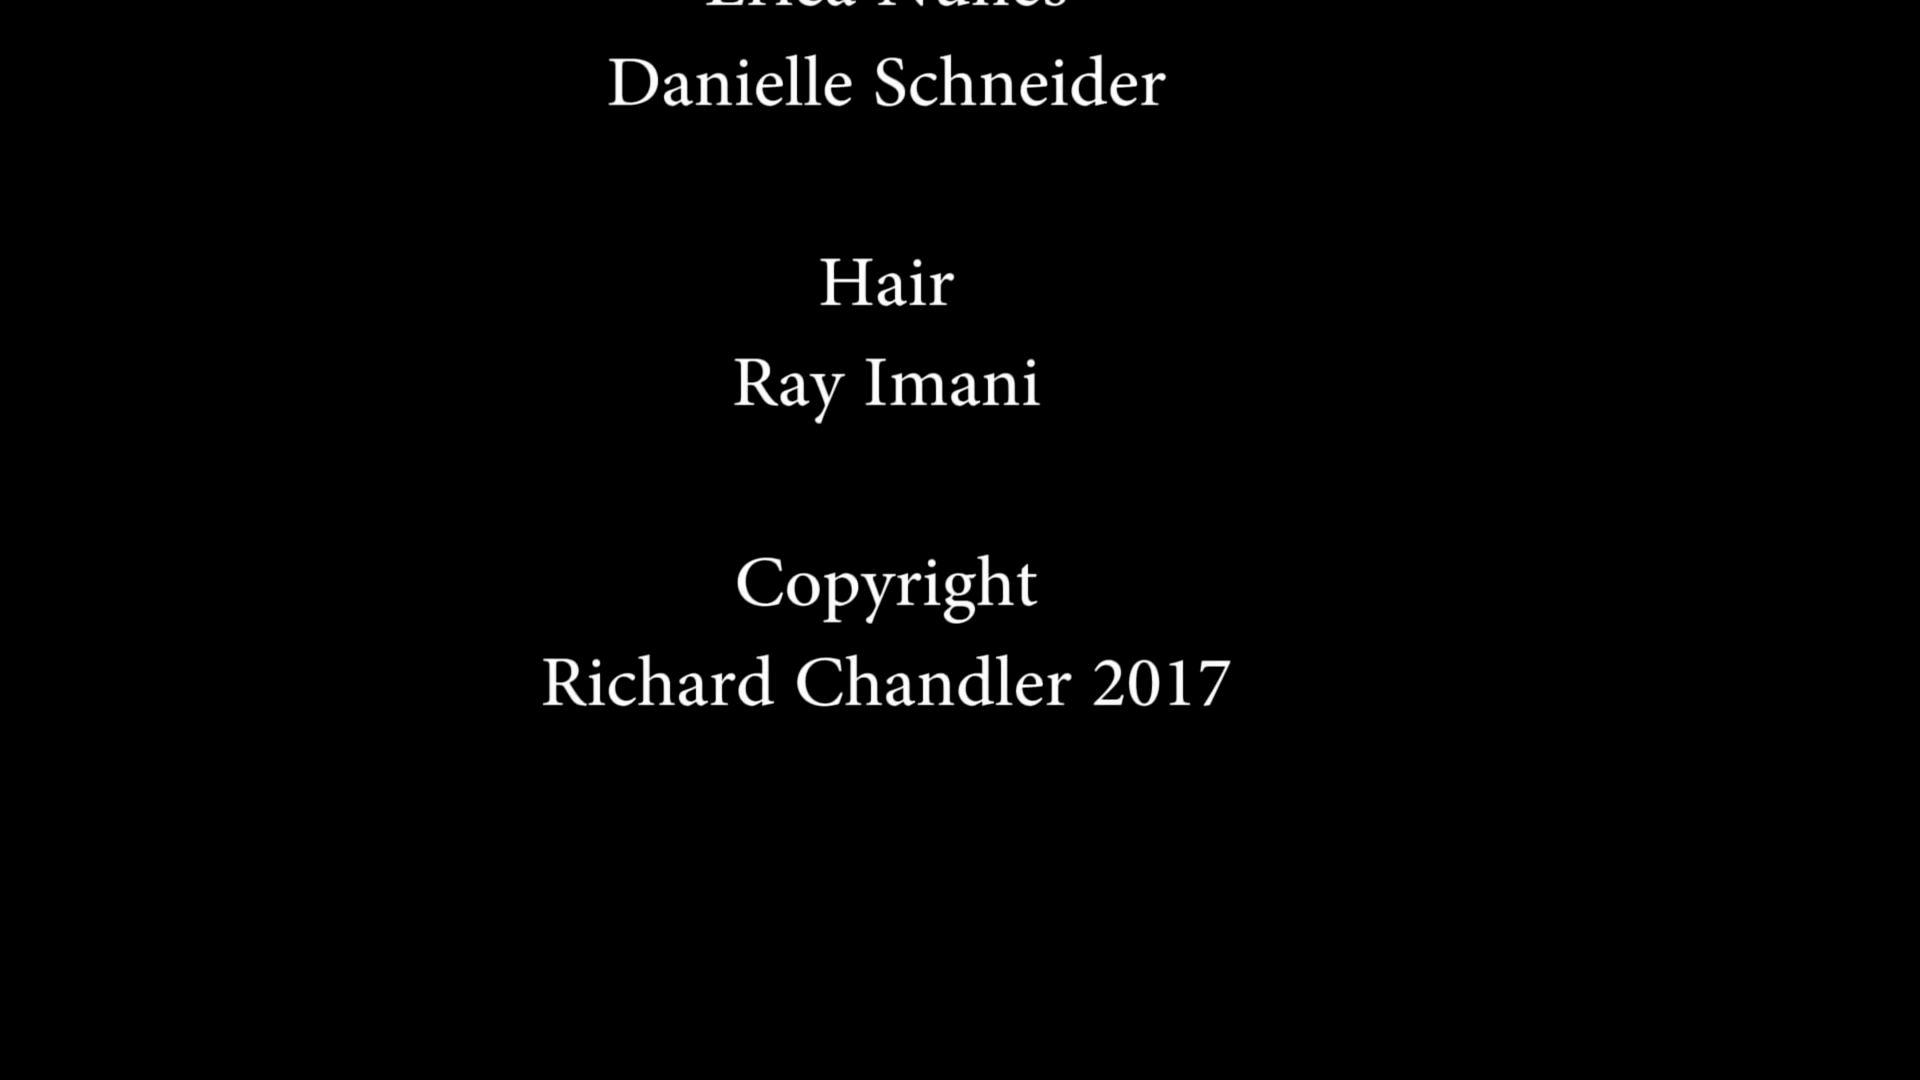 Danielle Schneider
Hair
Ray Imani
Copyright
Richard Chandler 2017